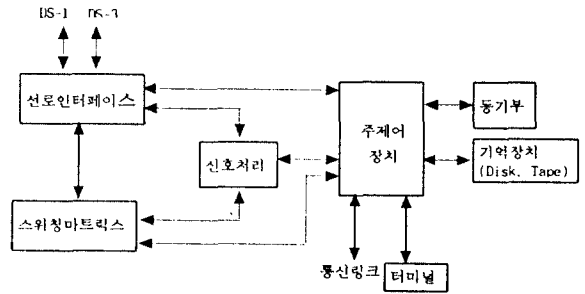 DS-1 DS-3
선로인터페이스
신호처리
스위칭마트릭스
주제어
장치
동기부
기억장치
(Disk, Tape)
통신링크
터미널